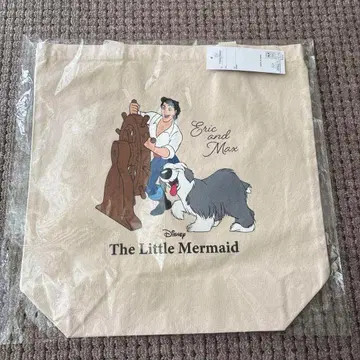 Eric
and
Max
Disney
The Little Mermaid